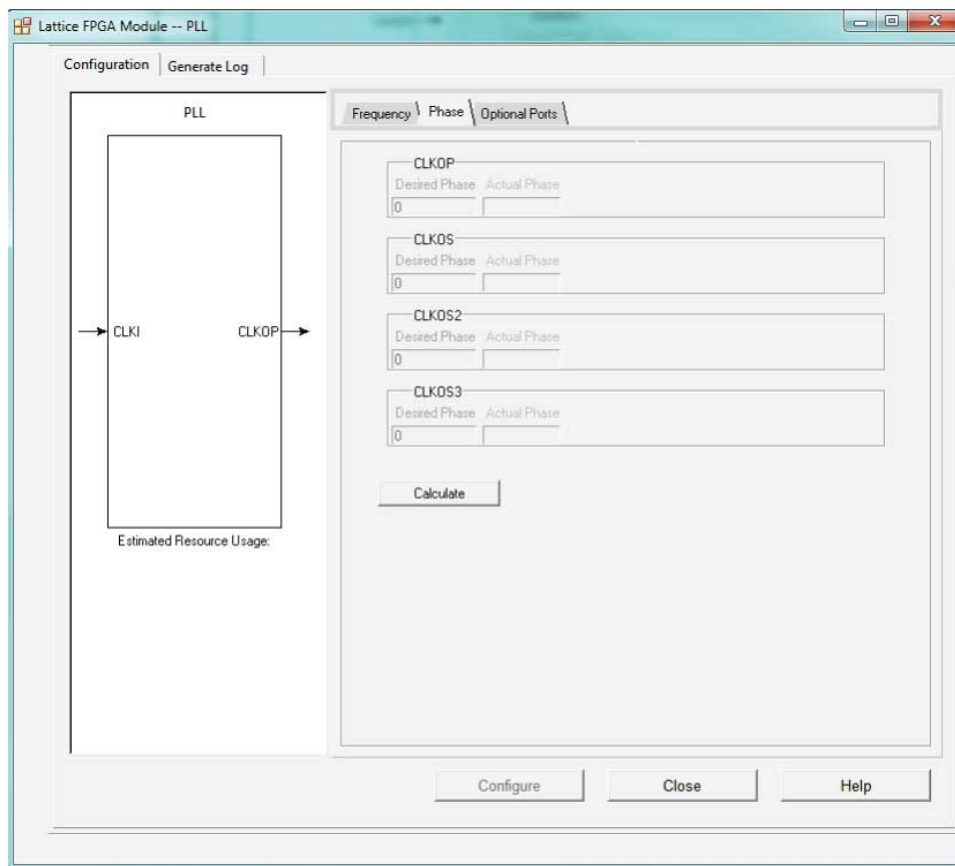 Lattice FPGA Module -- PLL
Configuration Generate Log
PLL
CLKI CLKOP
Estimated Resource Usage:
Frequency Phase Optional Ports
CLKOP
Desired Phase Actual Phase
0
CLKOS
Desired Phase Actual Phase
0
CLKOS2
Desired Phase Actual Phase
0
CLKOS3
Desired Phase Actual Phase
0
Calculate
Configure Close Help